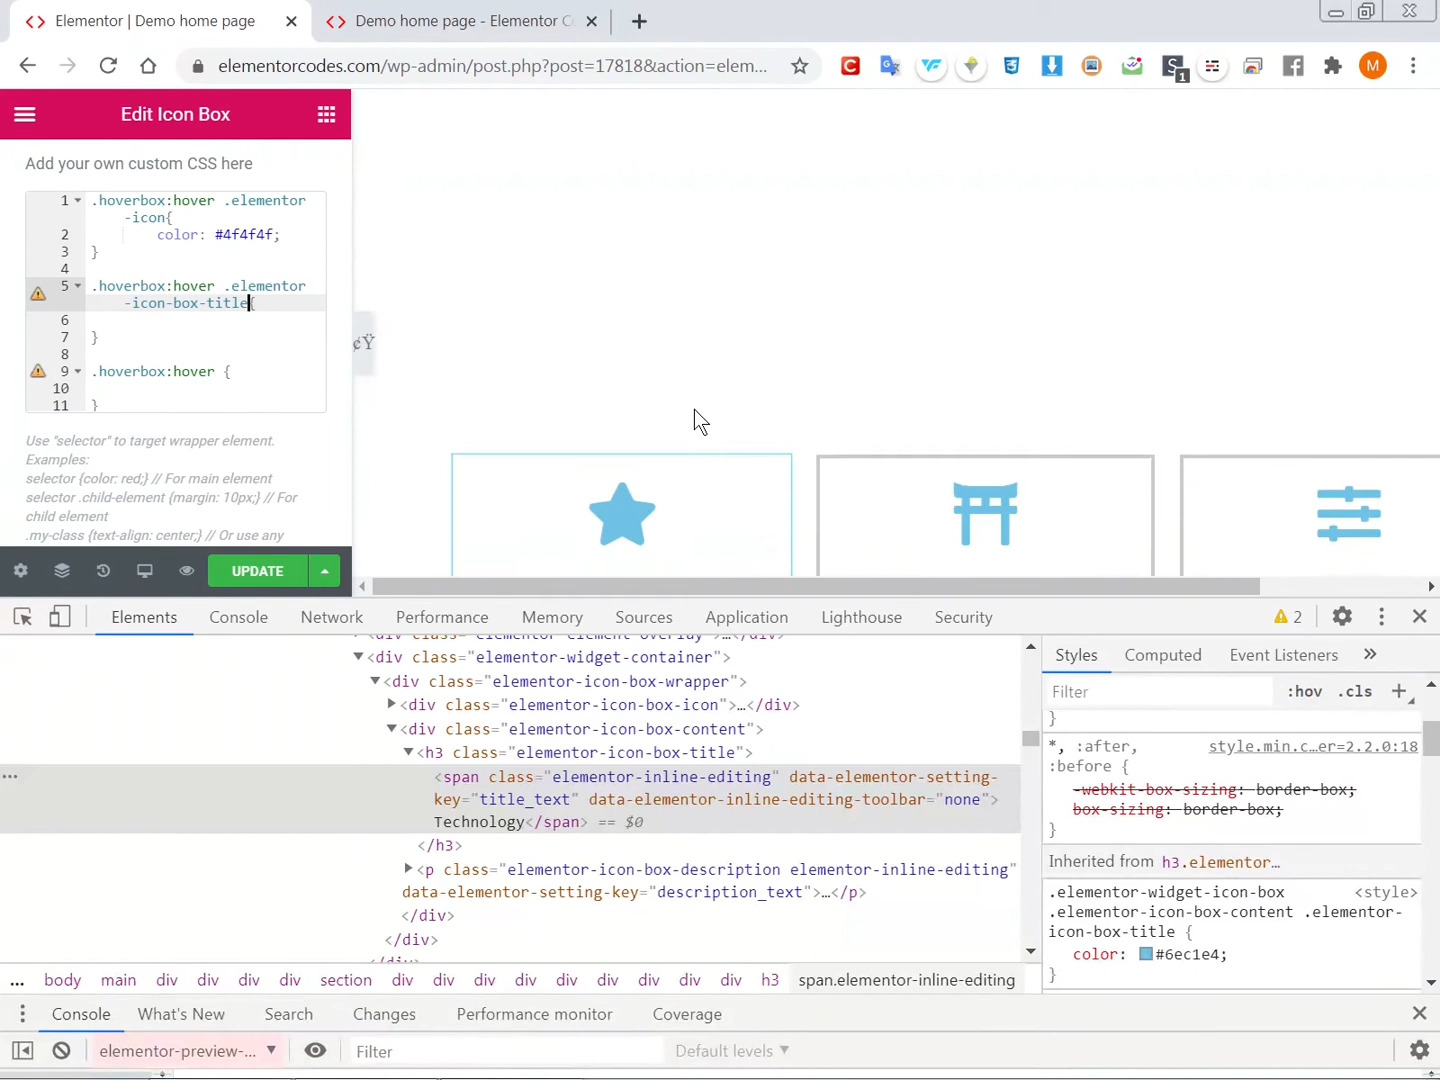 Elementor | Demo home page
Demo home page - Elementor C
elementorcodes.com/wp-admin/post.php?post=17818&action=elem...
1
M
Edit Icon Box
Add your own custom CSS here
1 .hoverbox:hover .elementor
-icon{
2 color: #4f4f4f;
3 }
4
5 .hoverbox:hover .elementor
-icon-box-title{
6
7 }
8
9 .hoverbox:hover {
10
11 }
Use "selector" to target wrapper element.
Examples:
selector {color: red;} // For main element
selector .child-element {margin: 10px;} // For
child element
.my-class {text-align: center;} // Or use any
¢Ÿ
UPDATE
Elements Console Network Performance Memory Sources Application Lighthouse Security 2
<div class="elementor-element-overlay">…</div>
<div class="elementor-widget-container">
<div class="elementor-icon-box-wrapper">
<div class="elementor-icon-box-icon">…</div>
<div class="elementor-icon-box-content">
<h3 class="elementor-icon-box-title">
<span class="elementor-inline-editing" data-elementor-setting-
key="title_text" data-elementor-inline-editing-toolbar="none">
Technology</span> == $0
</h3>
<p class="elementor-icon-box-description elementor-inline-editing"
data-elementor-setting-key="description_text">…</p>
</div>
</div>
Styles Computed Event Listeners »
Filter :hov .cls +
}
*, :after, style.min.c…er=2.2.0:18
:before {
-webkit-box-sizing: border-box;
box-sizing: border-box;
}
Inherited from h3.elementor…
.elementor-widget-icon-box <style>
.elementor-icon-box-content .elementor-
icon-box-title {
color: #6ec1e4;
}
... body main div div div div section div div div div div div div h3 span.elementor-inline-editing
Console What's New Search Changes Performance monitor Coverage
elementor-preview-... Filter Default levels